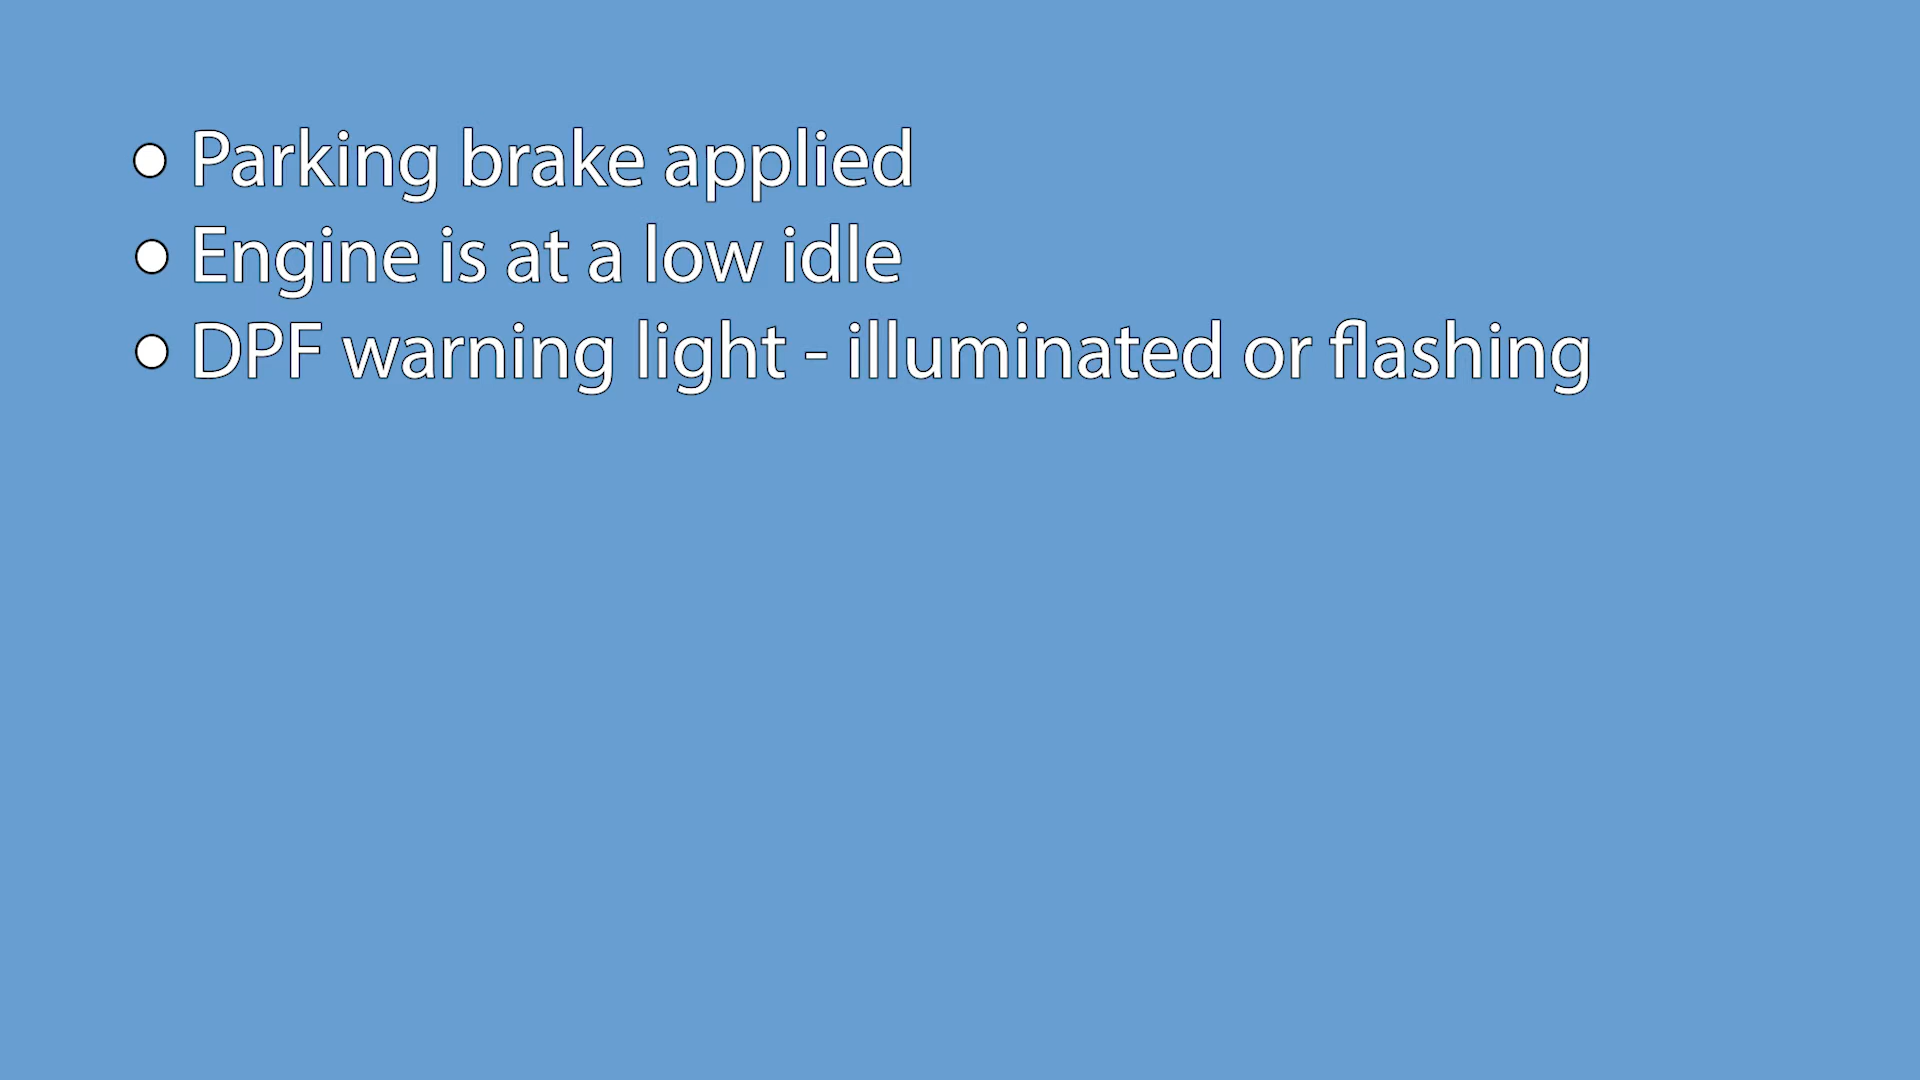 • Parking brake applied
• Engine is at a low idle
• DPF warning light - illuminated or flashing